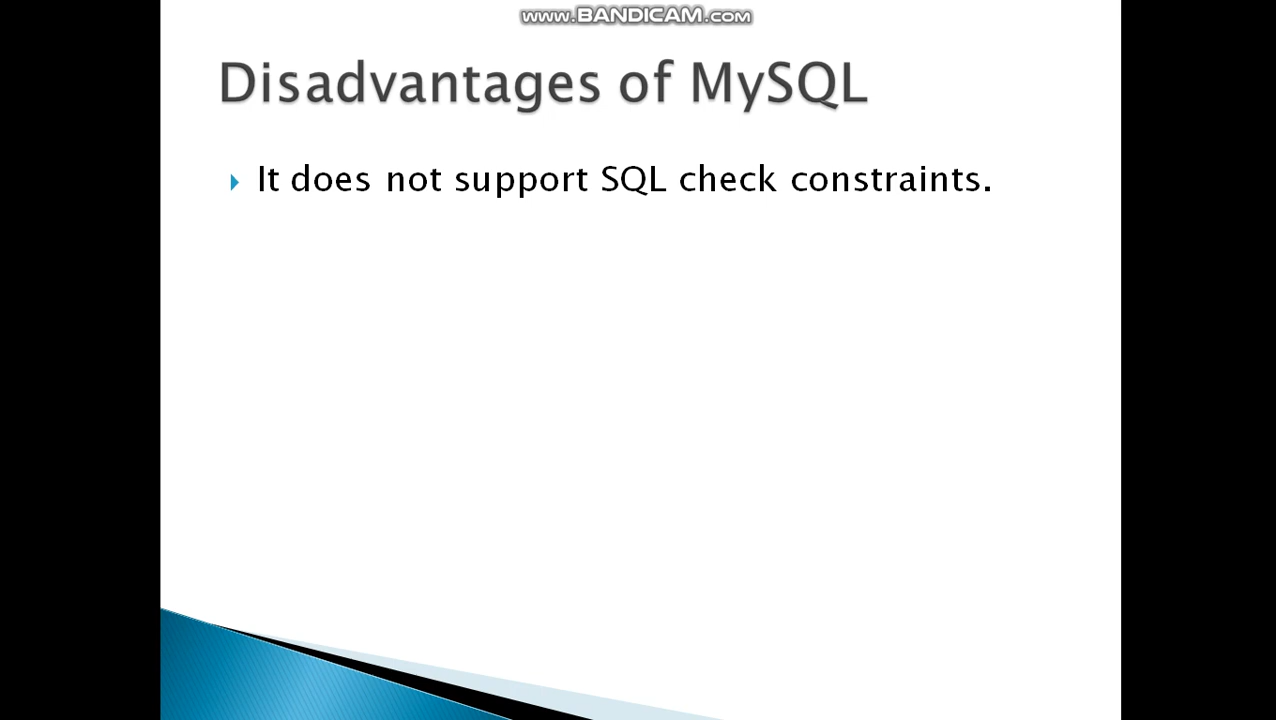 www.BANDICAM.com
Disadvantages of MySQL
It does not support SQL check constraints.